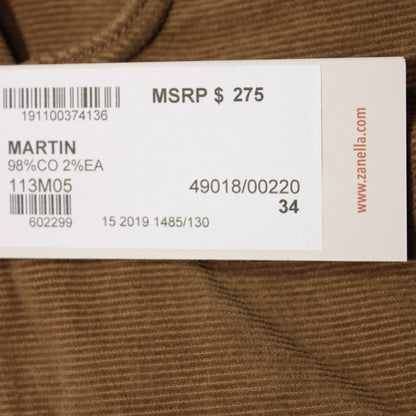 MSRP $ 275
191100374136
MARTIN
98%CO 2%EA
113M05
49018/00220
34
602299
15 2019 1485/130
www.zanella.com